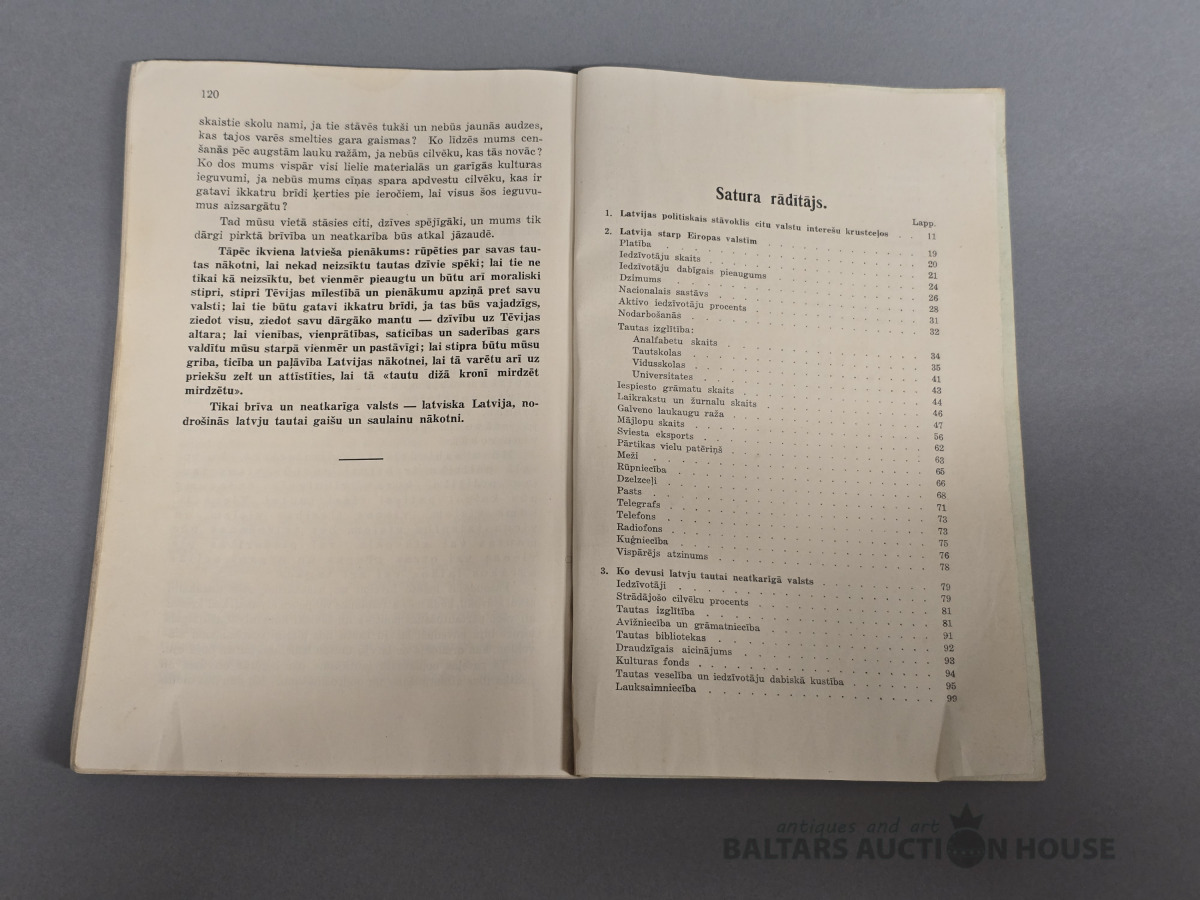 120
skaistie skolu nami, ja tie stāvēs tukši un nebūs jaunās audzes,
kas tajos varēs smelties gara gaismas? Ko līdzēs mums cen-
šanās pēc augstām lauku ražām, ja nebūs cilvēku, kas tās novāc?
Ko dos mums vispār visi lielie materialās un garīgās kulturas
ieguvumi, ja nebūs mums cīņas spara apdvestu cilvēku, kas ir
gatavi ikkatru brīdi ķerties pie ieročiem, lai visus šos ieguvu-
mus aizsargātu?
Tad mūsu vietā stāsies citi, dzīves spējīgāki, un mums tik
dārgi pirktā brīvība un neatkarība būs atkal jāzaudē.
Tāpēc ikviena latvieša pienākums: rūpēties par savas tau-
tas nākotni, lai nekad neizsīktu tautas dzīvie spēki; lai tie ne
tikai kā neizsīktu, bet vienmēr pieaugtu un būtu arī moraliski
stipri, stipri Tēvijas mīlestībā un pienākumu apziņā pret savu
valsti; lai tie būtu gatavi ikkatru brīdi, ja tas būs vajadzīgs,
ziedot visu, ziedot savu dārgāko mantu — dzīvību uz Tēvijas
altara; lai vienības, vienprātības, saticības un saderības gars
valdītu mūsu starpā vienmēr un pastāvīgi; lai stipra būtu mūsu
griba, ticība un paļāvība Latvijas nākotnei, lai tā varētu arī uz
priekšu zelt un attīstīties, lai tā «tautu dižā kronī mirdzēt
mirdzētu».
Tikai brīva un neatkarīga valsts — latviska Latvija, no-
drošinās latvju tautai gaišu un saulainu nākotni.
Satura rādītājs.
Lapp.
1. Latvijas politiskais stāvoklis citu valstu interešu krustceļos . . 11
2. Latvija starp Eiropas valstīm . . . 19
Platība . . . 20
Iedzīvotāju skaits . . . 21
Iedzīvotāju dabīgais pieaugums . . . 24
Dzimums . . . 26
Nacionalais sastāvs . . . 28
Aktivo iedzīvotāju procents . . . 31
Nodarbošanās . . . 32
Tautas izglītība:
Analfabetu skaits . . . 34
Tautskolas . . . 35
Vidusskolas . . . 41
Universitates . . . 43
Iespiesto grāmatu skaits . . . 44
Laikrakstu un žurnalu skaits . . . 46
Galveno laukaugu raža . . . 47
Mājlopu skaits . . . 56
Sviesta eksports . . . 62
Pārtikas vielu patēriņš . . . 63
Meži . . . 65
Rūpniecība . . . 66
Dzelzceļi . . . 68
Pasts . . . 71
Telegrafs . . . 73
Telefons . . . 73
Radiofons . . . 75
Kuģniecība . . . 76
Vispārējs atzinums . . . 78
3. Ko devusi latvju tautai neatkarīgā valsts . . . 79
Iedzīvotāji . . . 79
Strādājošo cilvēku procents . . . 81
Tautas izglītība . . . 81
Avīžniecība un grāmatniecība . . . 91
Tautas bibliotekas . . . 92
Draudzīgais aicinājums . . . 93
Kulturas fonds . . . 94
Tautas veselība un iedzīvotāju dabiskā kustība . . . 95
Lauksaimniecība . . . 99
antiques and art
BALTARS AUCTION HOUSE